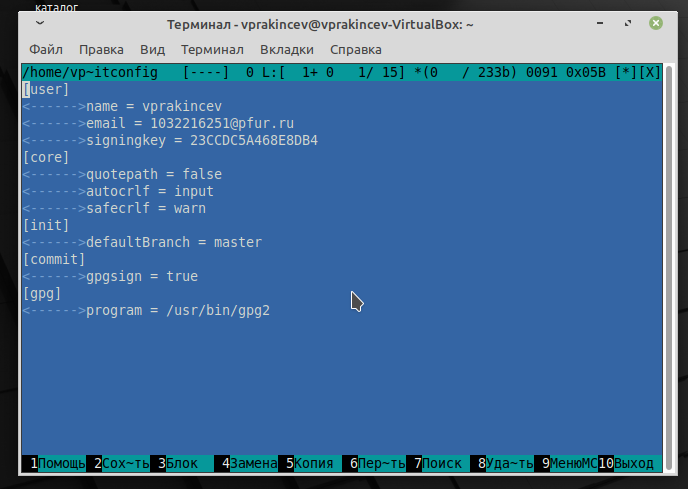 каталог
Терминал - vprakincev@vprakincev-VirtualBox: ~
Файл Правка Вид Терминал Вкладки Справка
/home/vp~itconfig [----] 0 L:[ 1+ 0 1/ 15] *(0 / 233b) 0091 0x05B [*][X]
[user]
<------>name = vprakincev
<------>email = 1032216251@pfur.ru
<------>signingkey = 23CCDC5A468E8DB4
[core]
<------>quotepath = false
<------>autocrlf = input
<------>safecrlf = warn
[init]
<------>defaultBranch = master
[commit]
<------>gpgsign = true
[gpg]
<------>program = /usr/bin/gpg2
1Помощь 2Сох~ть 3Блок 4Замена 5Копия 6Пер~ть 7Поиск 8Уда~ть 9МенюMC 10Выход